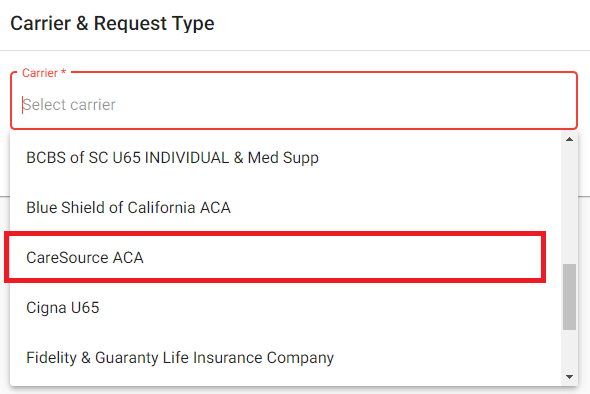 Carrier & Request Type
Carrier *
Select carrier
BCBS of SC U65 INDIVIDUAL & Med Supp
Blue Shield of California ACA
CareSource ACA
Cigna U65
Fidelity & Guaranty Life Insurance Company